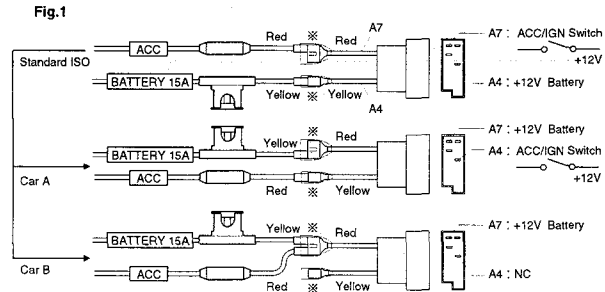 Fig.1
Red ※ Red A7
ACC
A7 : ACC/IGN Switch
+12V
Standard ISO
BATTERY 15A
Yellow ※ Yellow
A4
A4 : +12V Battery
Yellow ※ Red
BATTERY 15A
A7 : +12V Battery
A4 : ACC/IGN Switch
+12V
Car A
ACC
Red ※ Yellow
Yellow ※ Red
BATTERY 15A
A7 : +12V Battery
Car B
ACC
Red ※ Yellow
A4 : NC